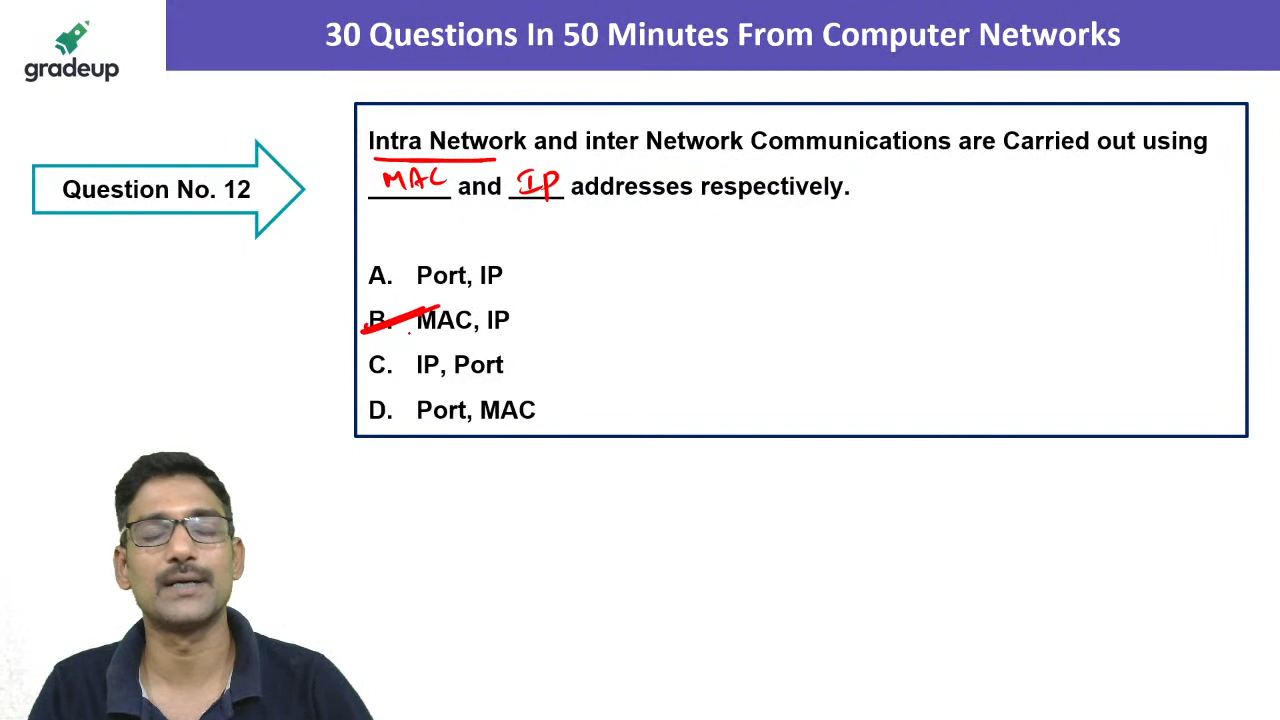 30 Questions In 50 Minutes From Computer Networks
gradeup
Question No. 12
Intra Network and inter Network Communications are Carried out using
MAC and IP addresses respectively.
A. Port, IP
B. MAC, IP
C. IP, Port
D. Port, MAC